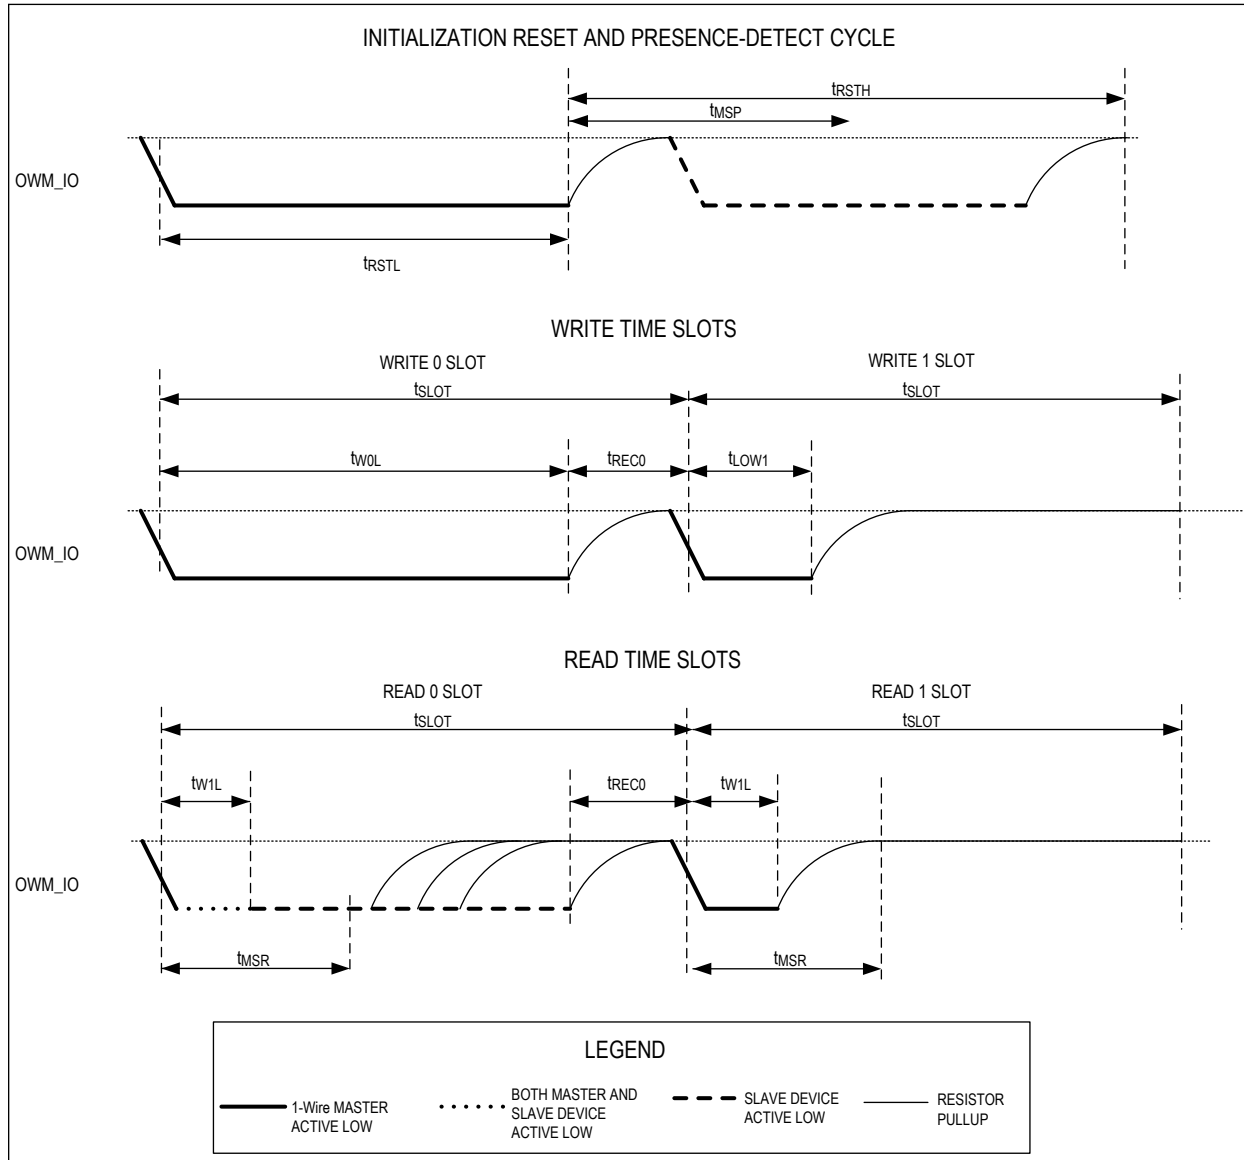 INITIALIZATION RESET AND PRESENCE-DETECT CYCLE
tRSTH
tMSP
OWM_IO
tRSTL
WRITE TIME SLOTS
WRITE 0 SLOT
WRITE 1 SLOT
tSLOT
tSLOT
tW0L
tREC0
tLOW1
OWM_IO
READ TIME SLOTS
READ 0 SLOT
READ 1 SLOT
tSLOT
tSLOT
tW1L
tREC0
tW1L
OWM_IO
tMSR
tMSR
LEGEND
1-Wire MASTER
ACTIVE LOW
BOTH MASTER AND
SLAVE DEVICE
ACTIVE LOW
SLAVE DEVICE
ACTIVE LOW
RESISTOR
PULLUP